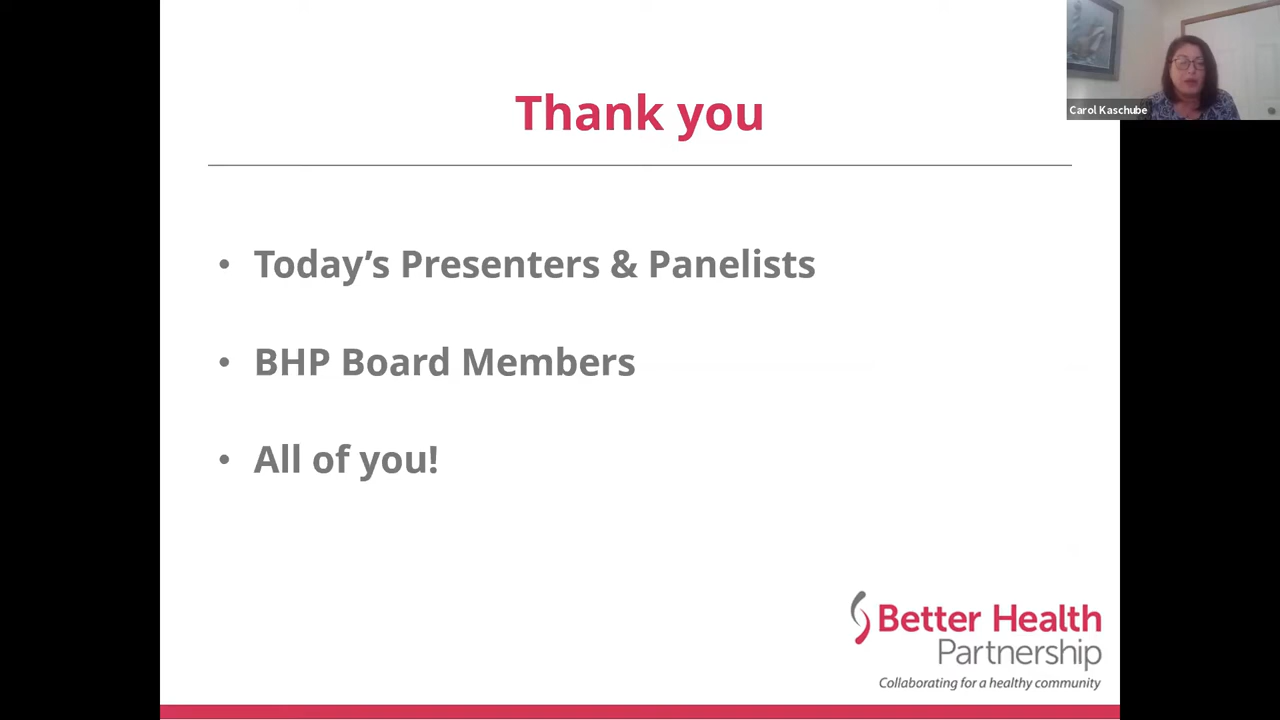 Thank you
Carol Kaschube
• Today's Presenters & Panelists
• BHP Board Members
• All of you!
Better Health
Partnership
Collaborating for a healthy community